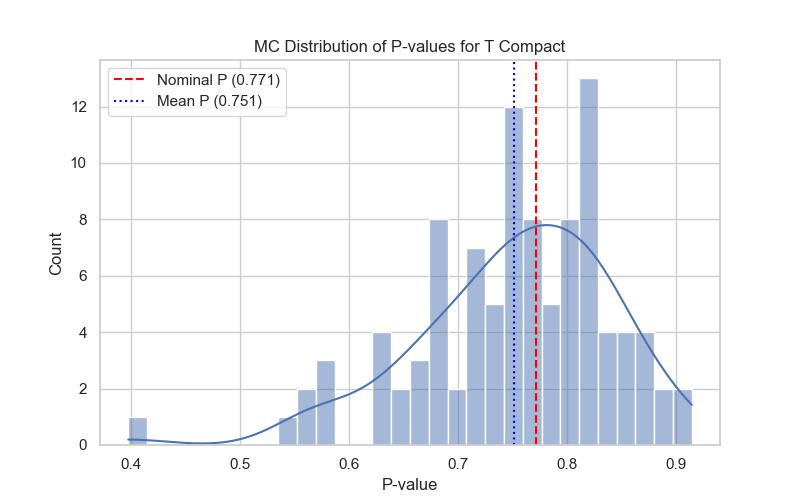 MC Distribution of P-values for T Compact
Nominal P (0.771)
Mean P (0.751)
Count
12
10
8
6
4
2
0
0.4 0.5 0.6 0.7 0.8 0.9
P-value